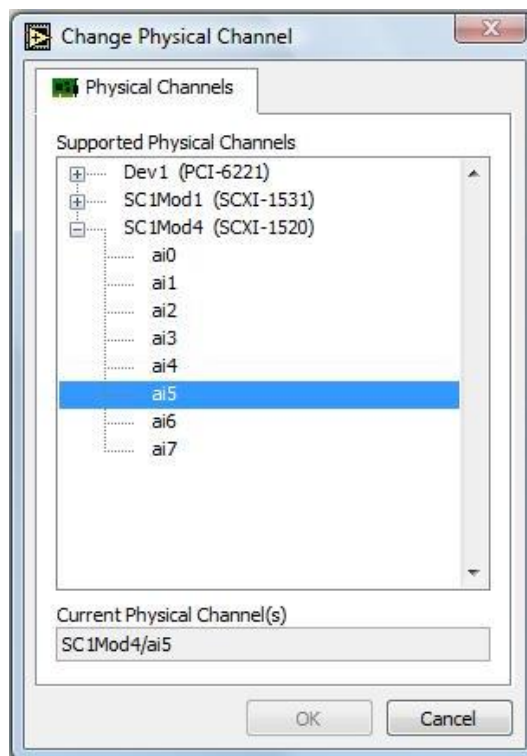 Change Physical Channel
Physical Channels
Supported Physical Channels
Dev1 (PCI-6221)
SC1Mod1 (SCXI-1531)
SC1Mod4 (SCXI-1520)
ai0
ai1
ai2
ai3
ai4
ai5
ai6
ai7
Current Physical Channel(s)
SC1Mod4/ai5
OK Cancel